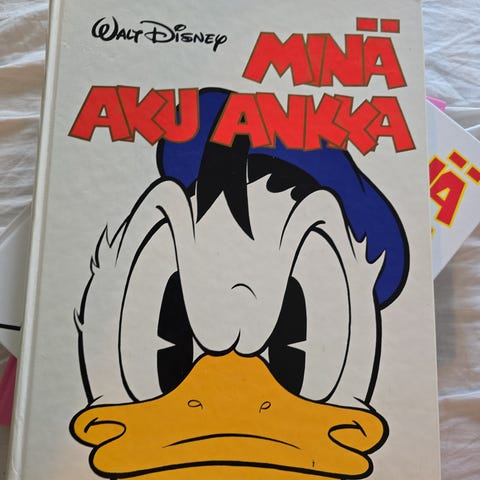 WALT DISNEY
MINÄ
AKU ANKKA